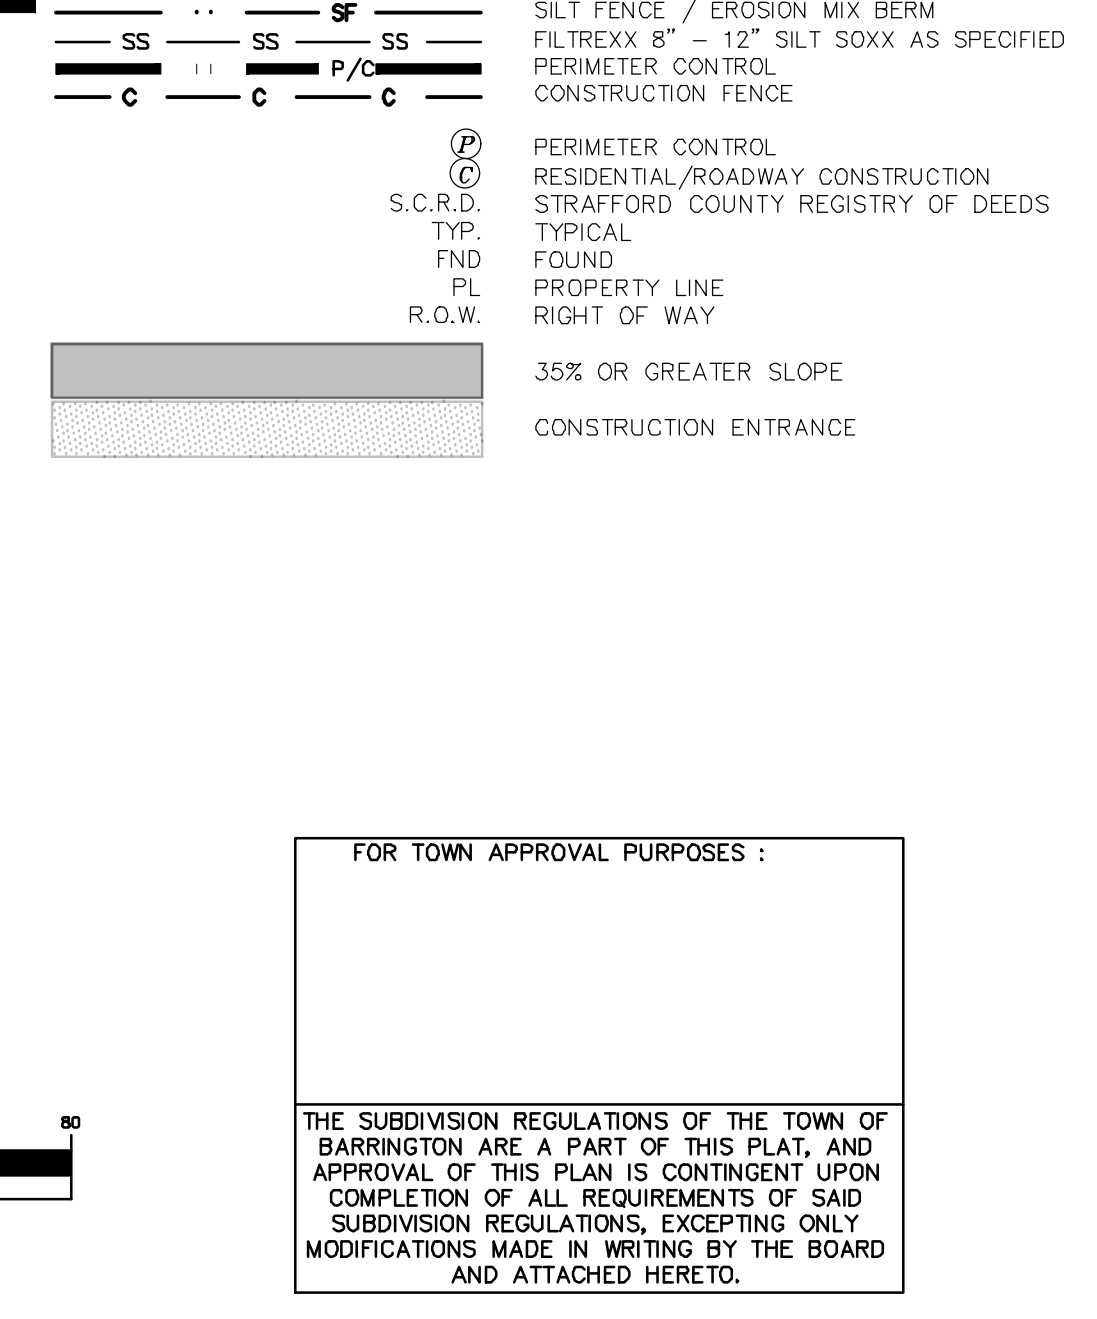 SF SILT FENCE / EROSION MIX BERM
SS SS SS FILTREXX 8" – 12" SILT SOXX AS SPECIFIED
P/C PERIMETER CONTROL
C C C CONSTRUCTION FENCE
P PERIMETER CONTROL
C RESIDENTIAL/ROADWAY CONSTRUCTION
S.C.R.D. STRAFFORD COUNTY REGISTRY OF DEEDS
TYP. TYPICAL
FND FOUND
PL PROPERTY LINE
R.O.W. RIGHT OF WAY
35% OR GREATER SLOPE
CONSTRUCTION ENTRANCE
FOR TOWN APPROVAL PURPOSES :
80
THE SUBDIVISION REGULATIONS OF THE TOWN OF
BARRINGTON ARE A PART OF THIS PLAT, AND
APPROVAL OF THIS PLAN IS CONTINGENT UPON
COMPLETION OF ALL REQUIREMENTS OF SAID
SUBDIVISION REGULATIONS, EXCEPTING ONLY
MODIFICATIONS MADE IN WRITING BY THE BOARD
AND ATTACHED HERETO.